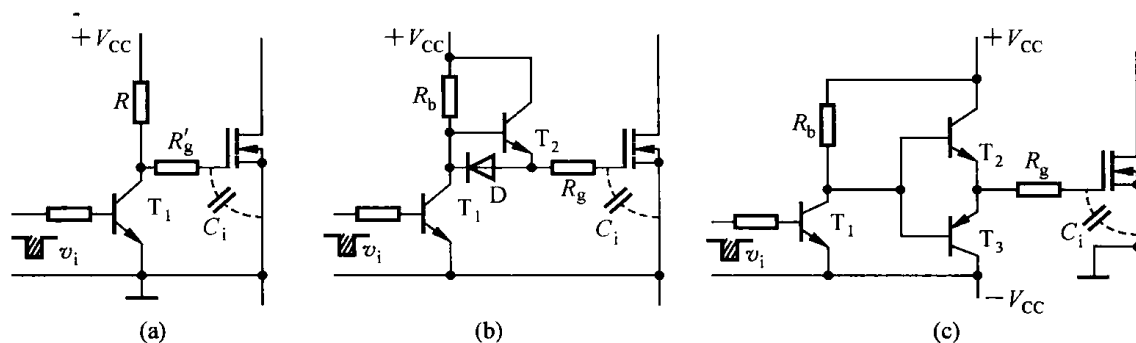 + V_CC
R
R'_g
T_1
C_i
v_i
(a)
+ V_CC
R_b
T_2
D
R_g
T_1
C_i
v_i
(b)
+ V_CC
R_b
T_2
R_g
T_1
T_3
C_i
v_i
− V_CC
(c)